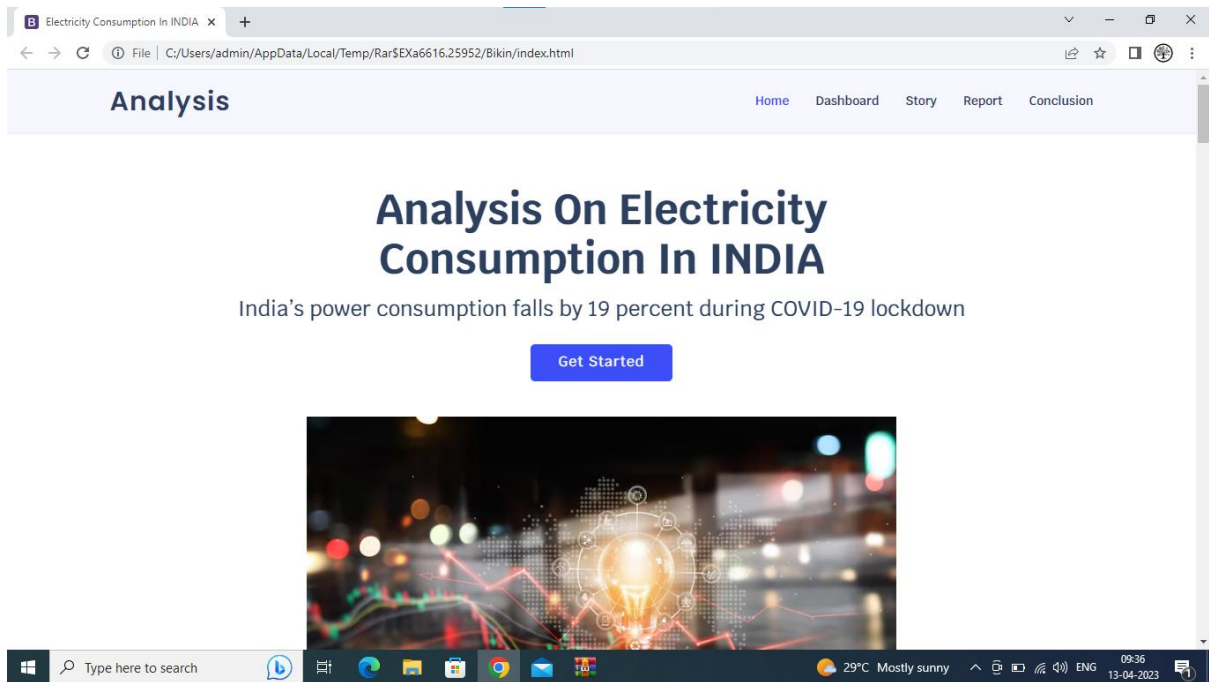 Electricity Consumption In INDIA
File | C:/Users/admin/AppData/Local/Temp/Rar$EXa6616.25952/Bikin/index.html
Analysis
Home Dashboard Story Report Conclusion
Analysis On Electricity
Consumption In INDIA
India’s power consumption falls by 19 percent during COVID-19 lockdown
Get Started
Type here to search
29°C Mostly sunny
ENG
09:36
13-04-2023
1